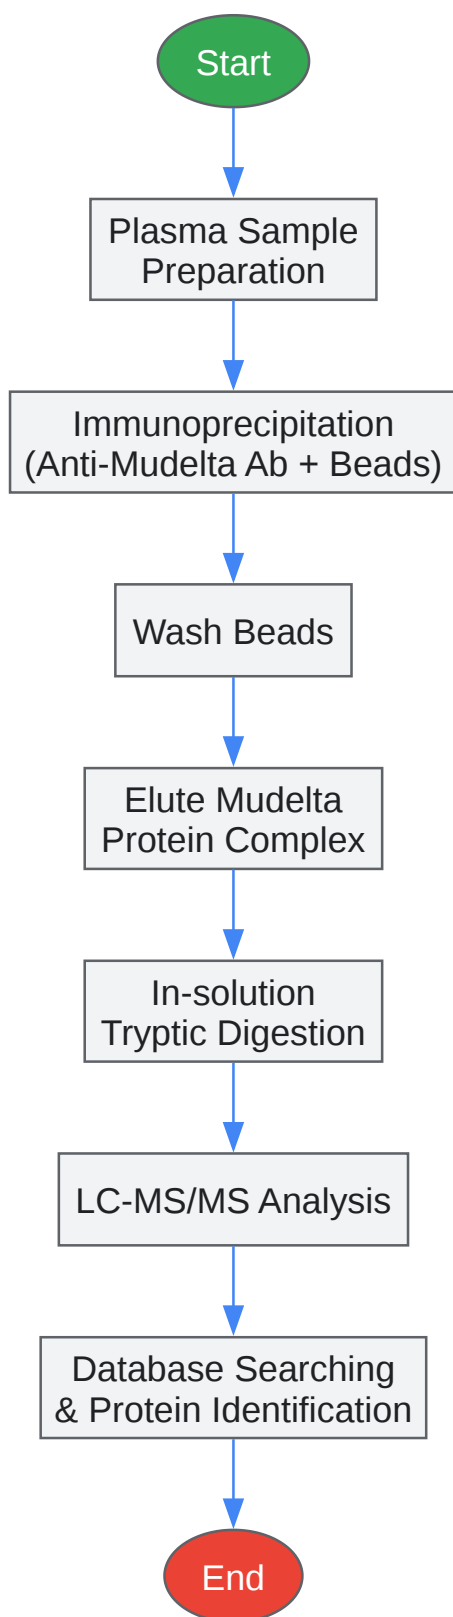 Start
Plasma Sample
Preparation
Immunoprecipitation
(Anti-Mudelta Ab + Beads)
Wash Beads
Elute Mudelta
Protein Complex
In-solution
Tryptic Digestion
LC-MS/MS Analysis
Database Searching
& Protein Identification
End